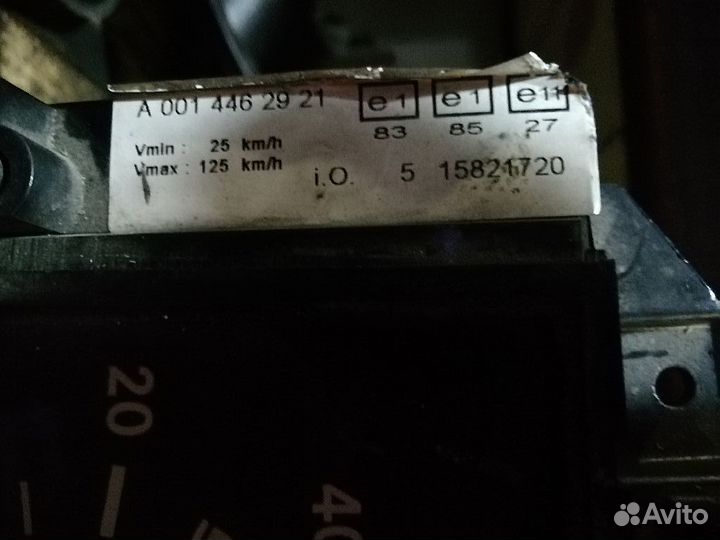 A 001 446 29 21 e1 e1 e11
83 85 27
Vmin : 25 km/h
Vmax : 125 km/h
i.O. 5 15821720
20
40
Avito